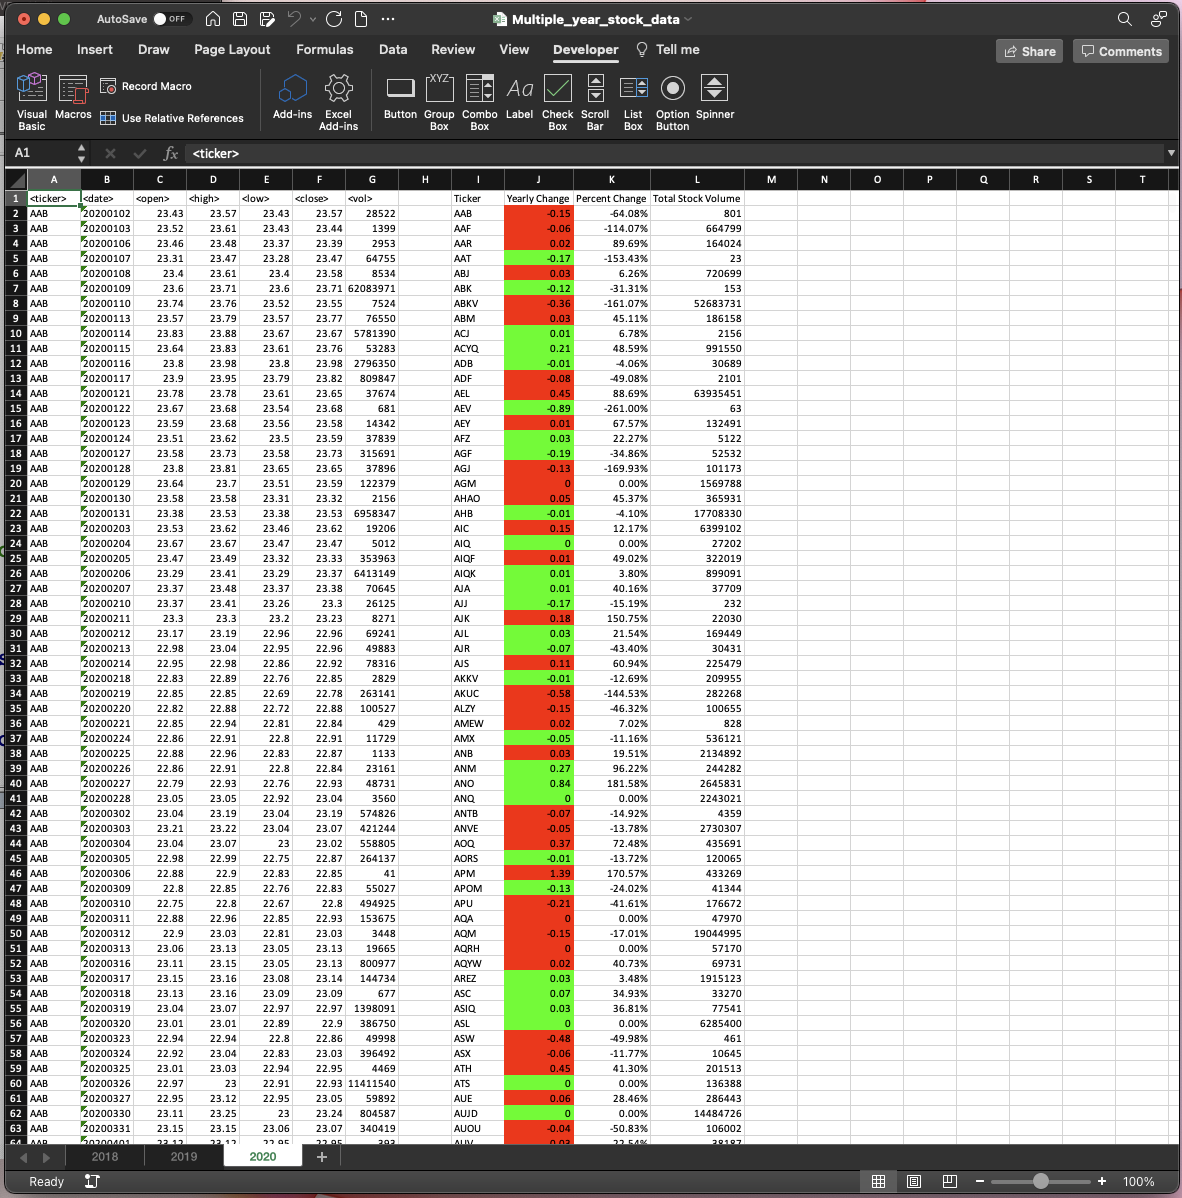 AutoSave OFF Multiple_year_stock_data
Home Insert Draw Page Layout Formulas Data Review View Developer Tell me Share Comments
Visual Basic Macros Record Macro Use Relative References Add-ins Excel Add-ins Button Group Box Combo Box Label Check Box Scroll Bar List Box Option Button Spinner
A1 fx <ticker>
A B C D E F G H I J K L M N O P Q R S T
1 <ticker> <date> <open> <high> <low> <close> <vol> Ticker Yearly Change Percent Change Total Stock Volume
2 AAB 20200102 23.43 23.57 23.43 23.57 28522 AAB -0.15 -64.08% 801
3 AAB 20200103 23.52 23.61 23.43 23.44 1399 AAF -0.06 -114.07% 664799
4 AAB 20200106 23.46 23.48 23.37 23.39 2953 AAR 0.02 89.69% 164024
5 AAB 20200107 23.31 23.47 23.28 23.47 64755 AAT -0.17 -153.43% 23
6 AAB 20200108 23.4 23.61 23.4 23.58 8534 ABJ 0.03 6.26% 720699
7 AAB 20200109 23.6 23.71 23.6 23.71 62083971 ABK -0.12 -31.31% 153
8 AAB 20200110 23.74 23.76 23.52 23.55 7524 ABKV -0.36 -161.07% 52683731
9 AAB 20200113 23.57 23.79 23.57 23.77 76550 ABM 0.03 45.11% 186158
10 AAB 20200114 23.83 23.88 23.67 23.67 5781390 ACJ 0.01 6.78% 2156
11 AAB 20200115 23.64 23.83 23.61 23.76 53283 ACYQ 0.21 48.59% 991550
12 AAB 20200116 23.8 23.98 23.8 23.98 2796350 ADB -0.01 -4.06% 30689
13 AAB 20200117 23.9 23.95 23.79 23.82 809847 ADF -0.08 -49.08% 2101
14 AAB 20200121 23.78 23.78 23.61 23.65 37674 AEL 0.45 88.69% 63935451
15 AAB 20200122 23.67 23.68 23.54 23.68 681 AEV -0.89 -261.00% 63
16 AAB 20200123 23.59 23.68 23.56 23.58 14342 AEY 0.01 67.57% 132491
17 AAB 20200124 23.51 23.62 23.5 23.59 37839 AFZ 0.03 22.27% 5122
18 AAB 20200127 23.58 23.73 23.58 23.73 315691 AGF -0.19 -34.86% 52532
19 AAB 20200128 23.8 23.81 23.65 23.65 37896 AGJ -0.13 -169.93% 101173
20 AAB 20200129 23.64 23.7 23.51 23.59 122379 AGM 0 0.00% 1569788
21 AAB 20200130 23.58 23.58 23.31 23.32 2156 AHAO 0.05 45.37% 365931
22 AAB 20200131 23.38 23.53 23.38 23.53 6958347 AHB -0.01 -4.10% 17708330
23 AAB 20200203 23.53 23.62 23.46 23.62 19206 AIC 0.15 12.17% 6399102
24 AAB 20200204 23.67 23.67 23.47 23.47 5012 AIQ 0 0.00% 27202
25 AAB 20200205 23.47 23.49 23.32 23.33 353963 AIQF 0.01 49.02% 322019
26 AAB 20200206 23.29 23.41 23.29 23.37 6413149 AIQK 0.01 3.80% 899091
27 AAB 20200207 23.37 23.48 23.37 23.38 70645 AJA 0.01 40.16% 37709
28 AAB 20200210 23.37 23.41 23.26 23.3 26125 AJJ -0.17 -15.19% 232
29 AAB 20200211 23.3 23.3 23.2 23.23 8271 AJK 0.18 150.75% 22030
30 AAB 20200212 23.17 23.19 22.96 22.96 69241 AJL 0.03 21.54% 169449
31 AAB 20200213 22.98 23.04 22.95 22.96 49883 AJR -0.07 -43.40% 30431
32 AAB 20200214 22.95 22.98 22.86 22.92 78316 AJS 0.11 60.94% 225479
33 AAB 20200218 22.83 22.89 22.76 22.85 2829 AKKV -0.01 -12.69% 209955
34 AAB 20200219 22.85 22.85 22.69 22.78 263141 AKUC -0.58 -144.53% 282268
35 AAB 20200220 22.82 22.88 22.72 22.88 100527 ALZY -0.15 -46.32% 100655
36 AAB 20200221 22.85 22.94 22.81 22.84 429 AMEW 0.02 7.02% 828
37 AAB 20200224 22.86 22.91 22.8 22.91 11729 AMX -0.05 -11.16% 536121
38 AAB 20200225 22.88 22.96 22.83 22.87 1133 ANB 0.03 19.51% 2134892
39 AAB 20200226 22.86 22.91 22.8 22.84 23161 ANM 0.27 96.22% 244282
40 AAB 20200227 22.79 22.93 22.76 22.93 48731 ANO 0.84 181.58% 2645831
41 AAB 20200228 23.05 23.05 22.92 23.04 3560 ANQ 0 0.00% 2243021
42 AAB 20200302 23.04 23.19 23.04 23.19 574826 ANTB -0.07 -14.92% 4359
43 AAB 20200303 23.21 23.22 23.04 23.07 421244 ANVE -0.05 -13.78% 2730307
44 AAB 20200304 23.04 23.07 23 23.02 558805 AOQ 0.37 72.48% 435691
45 AAB 20200305 22.98 22.99 22.75 22.87 264137 AORS -0.01 -13.72% 120065
46 AAB 20200306 22.88 22.9 22.83 22.85 41 APM 1.39 170.57% 433269
47 AAB 20200309 22.8 22.85 22.76 22.83 55027 APOM -0.13 -24.02% 41344
48 AAB 20200310 22.75 22.8 22.67 22.8 494925 APU -0.21 -41.61% 176672
49 AAB 20200311 22.88 22.96 22.85 22.93 153675 AQA 0 0.00% 47970
50 AAB 20200312 22.9 23.03 22.81 23.03 3448 AQM -0.15 -17.01% 19044995
51 AAB 20200313 23.06 23.13 23.05 23.13 19665 AQRH 0 0.00% 57170
52 AAB 20200316 23.11 23.15 23.05 23.13 800977 AQYW 0.02 40.73% 69731
53 AAB 20200317 23.15 23.16 23.08 23.14 144734 AREZ 0.03 3.48% 1915123
54 AAB 20200318 23.13 23.16 23.09 23.09 677 ASC 0.07 34.93% 33270
55 AAB 20200319 23.04 23.07 22.97 22.97 1398091 ASIQ 0.03 36.81% 77541
56 AAB 20200320 23.01 23.01 22.89 22.9 386750 ASL 0 0.00% 6285400
57 AAB 20200323 22.94 22.94 22.8 22.86 49998 ASW -0.48 -49.98% 461
58 AAB 20200324 22.92 23.04 22.83 23.03 396492 ASX -0.06 -11.77% 10645
59 AAB 20200325 23.01 23.03 22.94 22.95 4469 ATH 0.45 41.30% 201513
60 AAB 20200326 22.97 23 22.91 22.93 11411540 ATS 0 0.00% 136388
61 AAB 20200327 22.95 23.12 22.95 23.05 59892 AUE 0.06 28.46% 286443
62 AAB 20200330 23.11 23.25 23 23.24 804587 AUJD 0 0.00% 14484726
63 AAB 20200331 23.15 23.15 23.06 23.07 340419 AUOU -0.04 -50.83% 106002
2018 2019 2020 +
Ready 100%